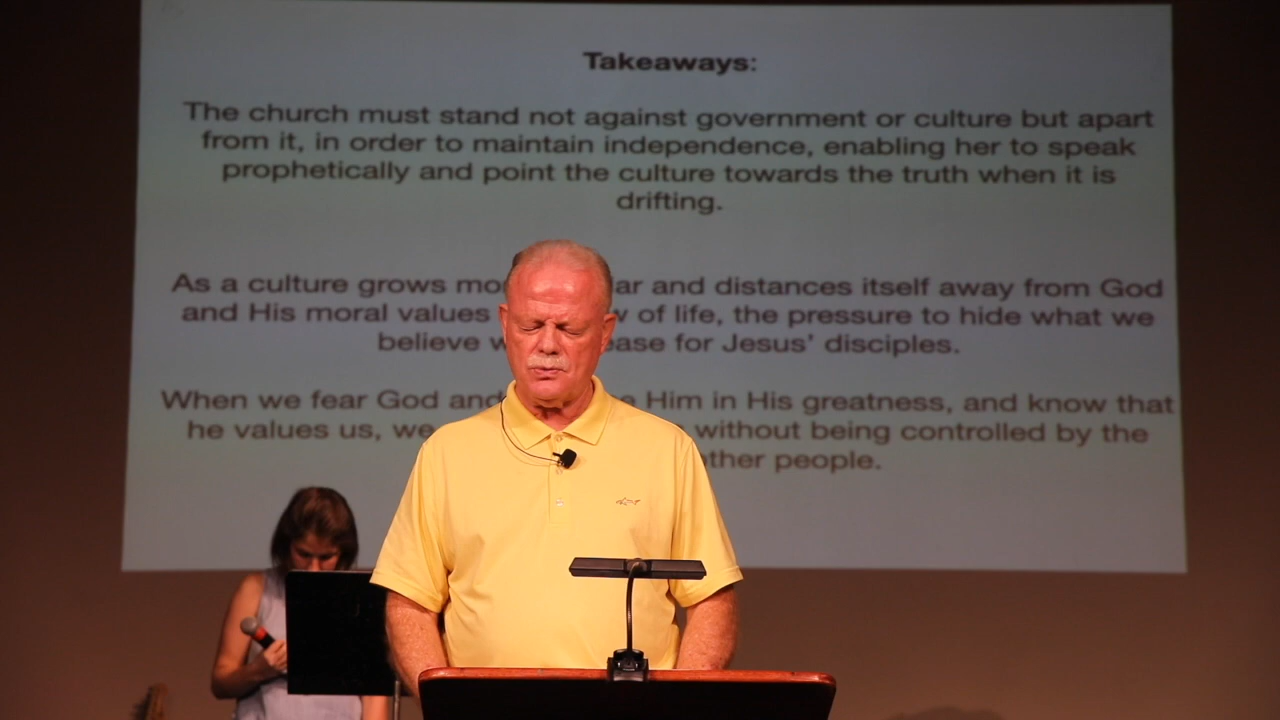 Takeaways:
The church must stand not against government or culture but apart
from it, in order to maintain independence, enabling her to speak
prophetically and point the culture towards the truth when it is
drifting.
As a culture grows and distances itself away from God
and His moral values of life, the pressure to hide what we
believe for Jesus' disciples.
When we fear God and Him in His greatness, and know that
he values us, we without being controlled by the
people.